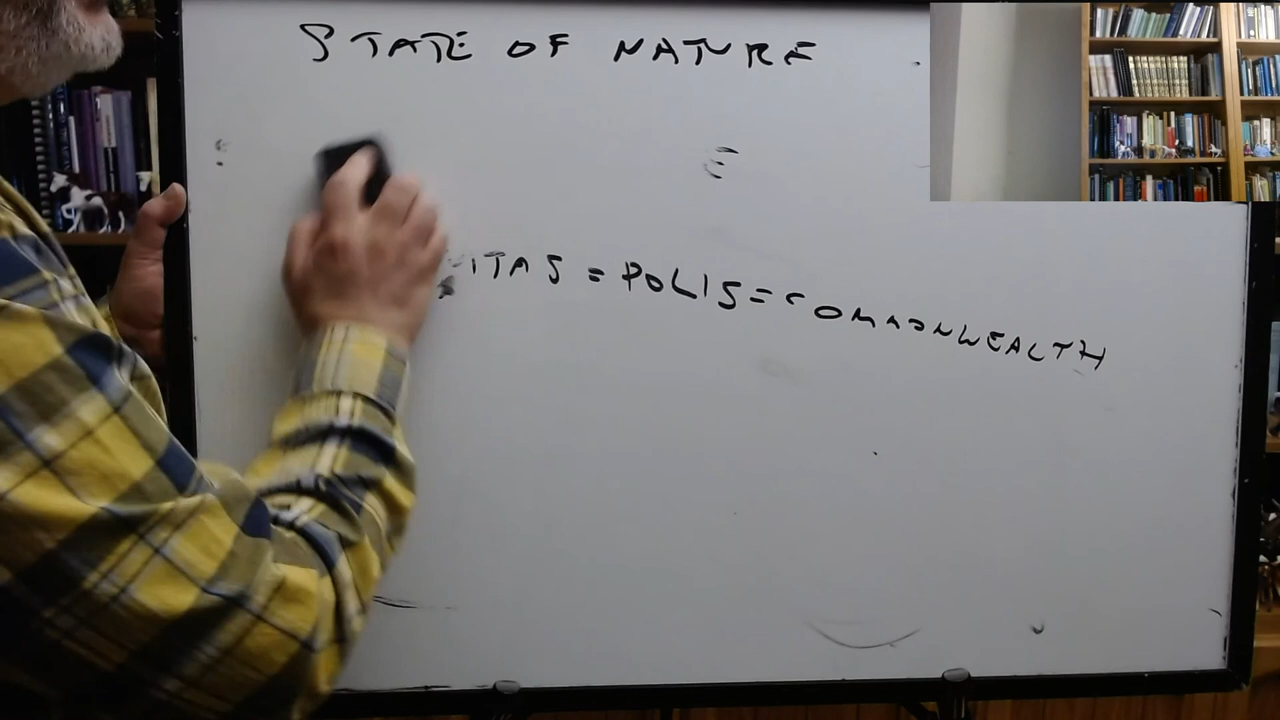 STATE OF NATURE
ITAS = POLIS = COMMONWEALTH